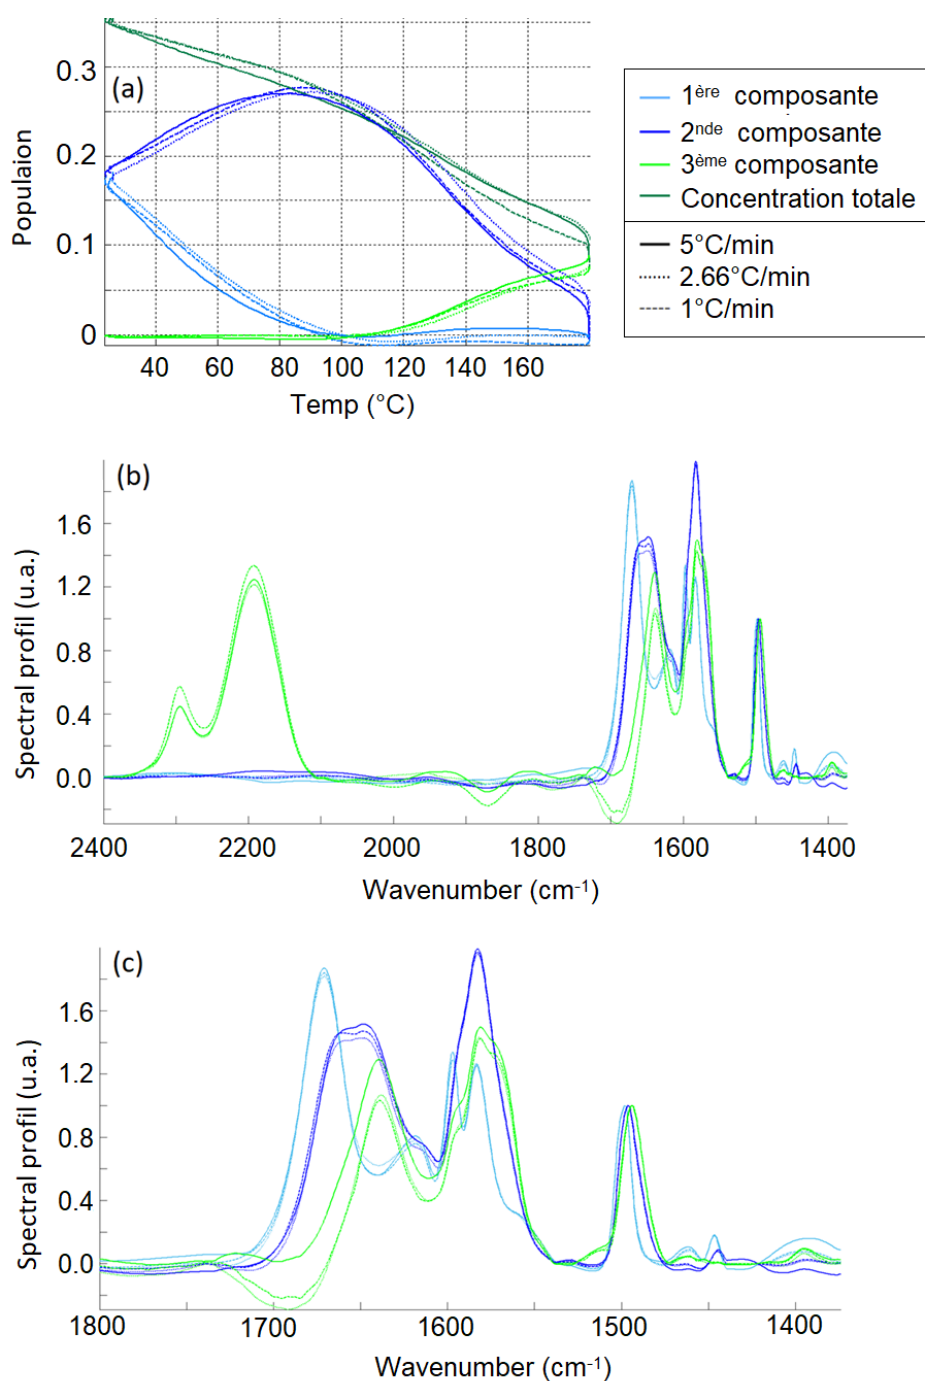 (a)
Populaion
0.3
0.2
0.1
0
40 60 80 100 120 140 160
Temp (°C)
1ère composante
2nde composante
3ème composante
Concentration totale
5°C/min
2.66°C/min
1°C/min
(b)
Spectral profil (u.a.)
1.6
1.2
0.8
0.4
0.0
2400 2200 2000 1800 1600 1400
Wavenumber (cm-1)
(c)
Spectral profil (u.a.)
1.6
1.2
0.8
0.4
0.0
1800 1700 1600 1500 1400
Wavenumber (cm-1)